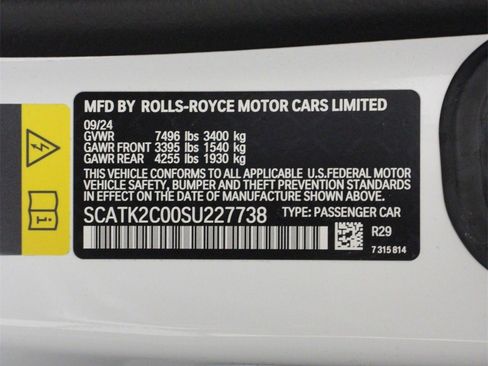 MFD BY ROLLS-ROYCE MOTOR CARS LIMITED
09/24
GVWR 7496 lbs 3400 kg
GAWR FRONT 3395 lbs 1540 kg
GAWR REAR 4255 lbs 1930 kg
THIS VEHICLE CONFORMS TO ALL APPLICABLE U.S.FEDERAL MOTOR
VEHICLE SAFETY, BUMPER AND THEFT PREVENTION STANDARDS
IN EFFECT ON THE DATE OF MANUFACTURE SHOWN ABOVE.
SCATK2C00SU227738 TYPE: PASSENGER CAR
R29
7 315 814